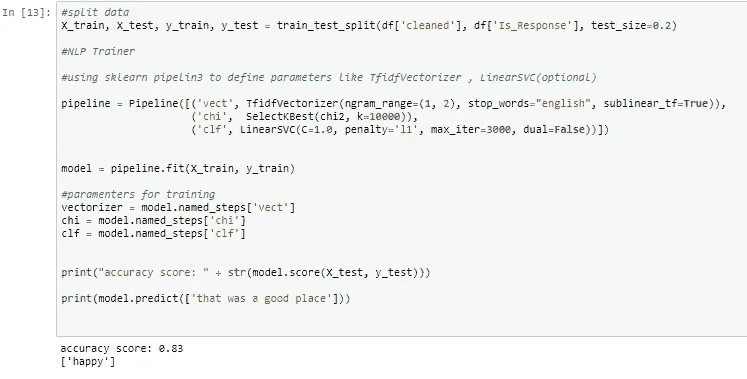 In [13]:
#split data
X_train, X_test, y_train, y_test = train_test_split(df['cleaned'], df['Is_Response'], test_size=0.2)
#NLP Trainer
#using sklearn pipelin3 to define parameters like TfidfVectorizer , LinearSVC(optional)
pipeline = Pipeline([('vect', TfidfVectorizer(ngram_range=(1, 2), stop_words="english", sublinear_tf=True)),
('chi', SelectKBest(chi2, k=10000)),
('clf', LinearSVC(C=1.0, penalty='l1', max_iter=3000, dual=False))])
model = pipeline.fit(X_train, y_train)
#paramenters for training
vectorizer = model.named_steps['vect']
chi = model.named_steps['chi']
clf = model.named_steps['clf']
print("accuracy score: " + str(model.score(X_test, y_test)))
print(model.predict(['that was a good place']))
accuracy score: 0.83
['happy']